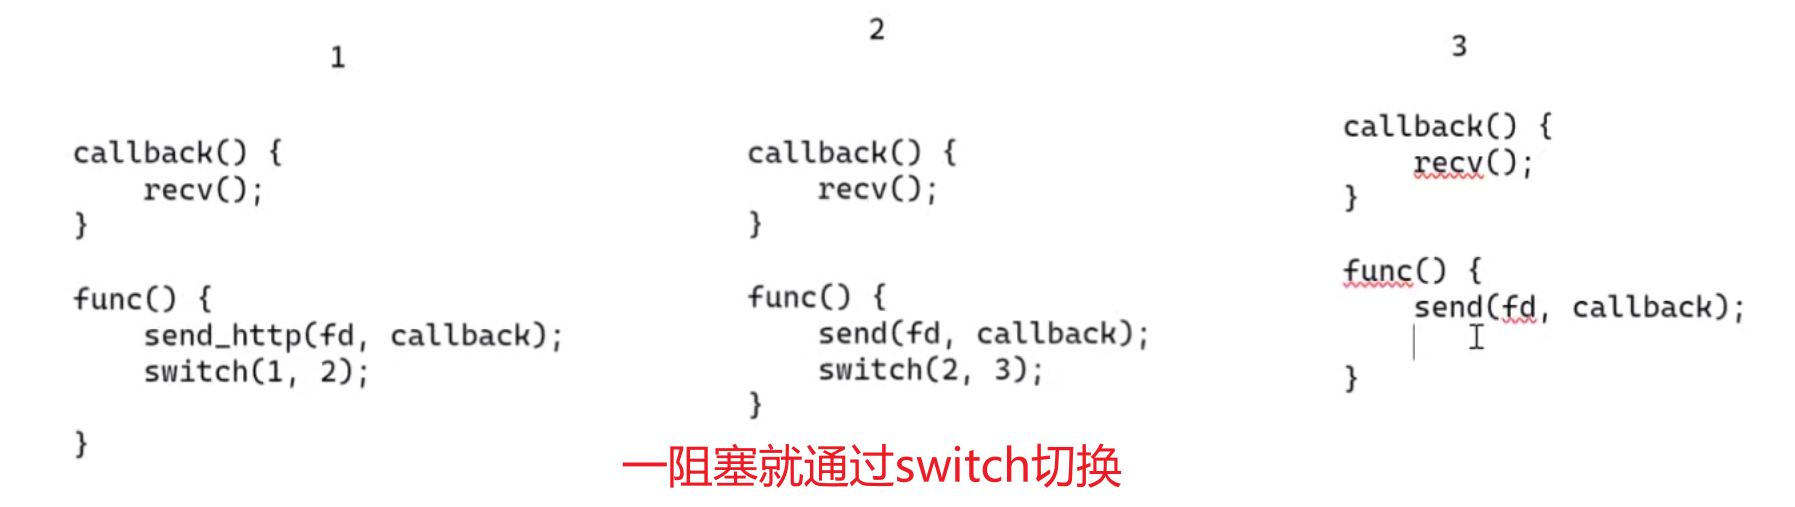 1
callback() {
recv();
}
func() {
send_http(fd, callback);
switch(1, 2);
}
2
callback() {
recv();
}
func() {
send(fd, callback);
switch(2, 3);
}
3
callback() {
recv();
}
func() {
send(fd, callback);
}
一阻塞就通过switch切换